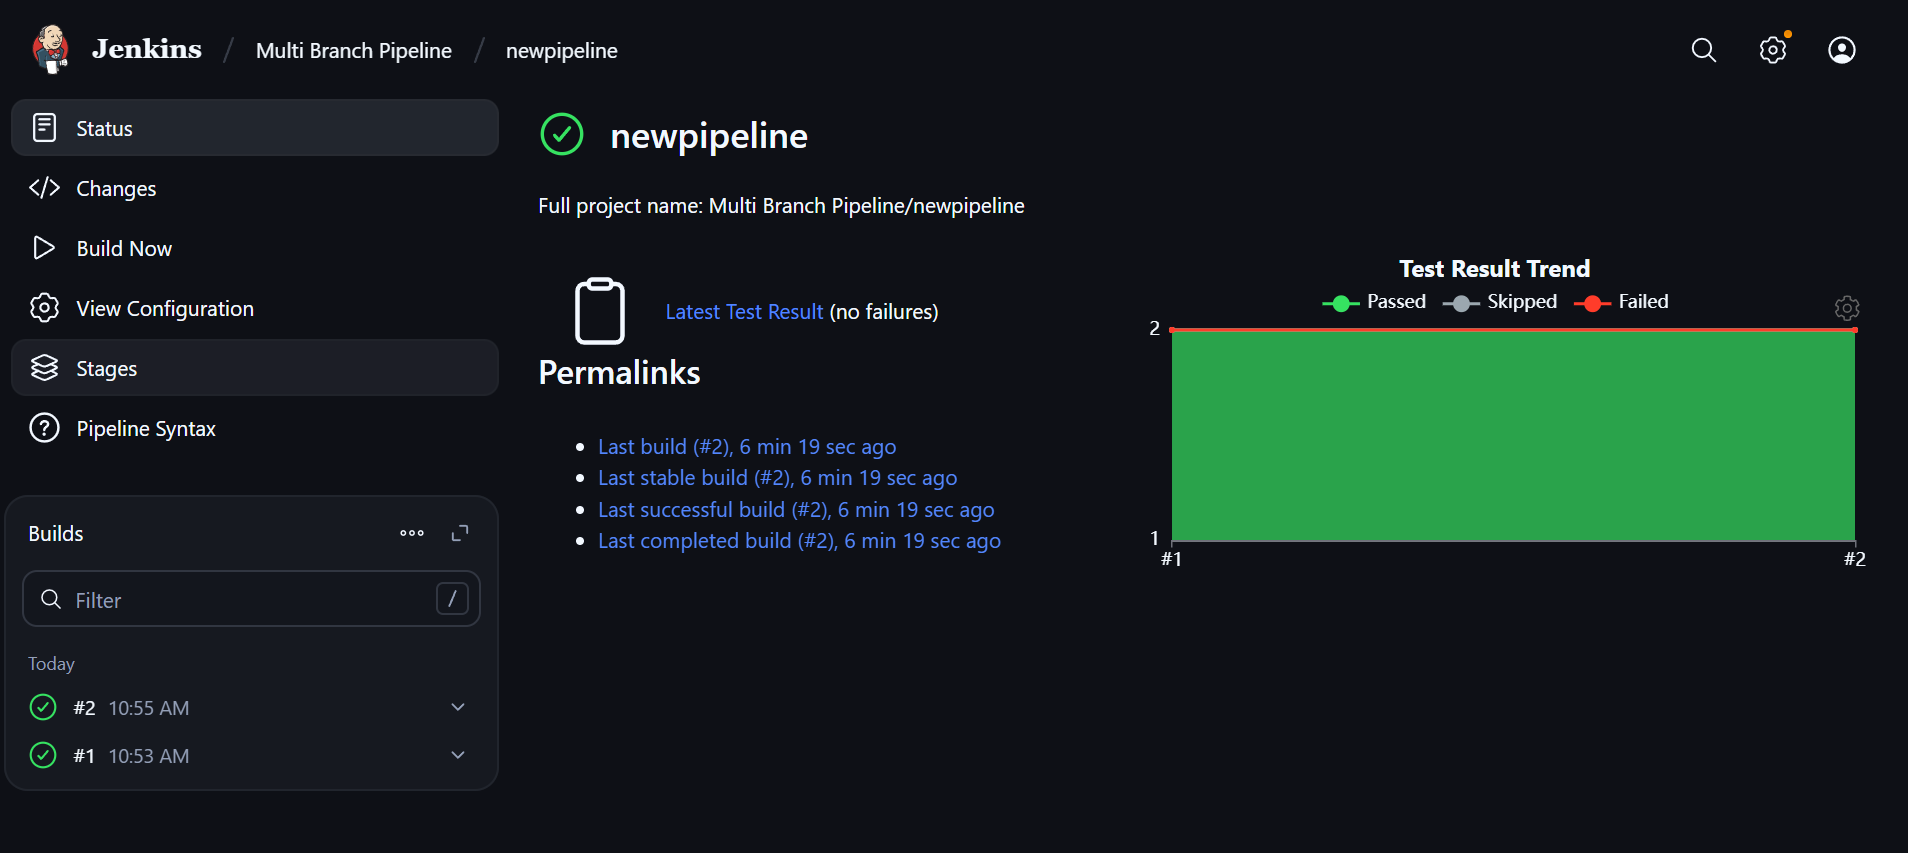 Jenkins / Multi Branch Pipeline / newpipeline
Status
Changes
Build Now
View Configuration
Stages
Pipeline Syntax
Builds
Filter /
Today
#2 10:55 AM
#1 10:53 AM
newpipeline
Full project name: Multi Branch Pipeline/newpipeline
Latest Test Result (no failures)
Permalinks
Last build (#2), 6 min 19 sec ago
Last stable build (#2), 6 min 19 sec ago
Last successful build (#2), 6 min 19 sec ago
Last completed build (#2), 6 min 19 sec ago
Test Result Trend
Passed Skipped Failed
2
1
#1 #2